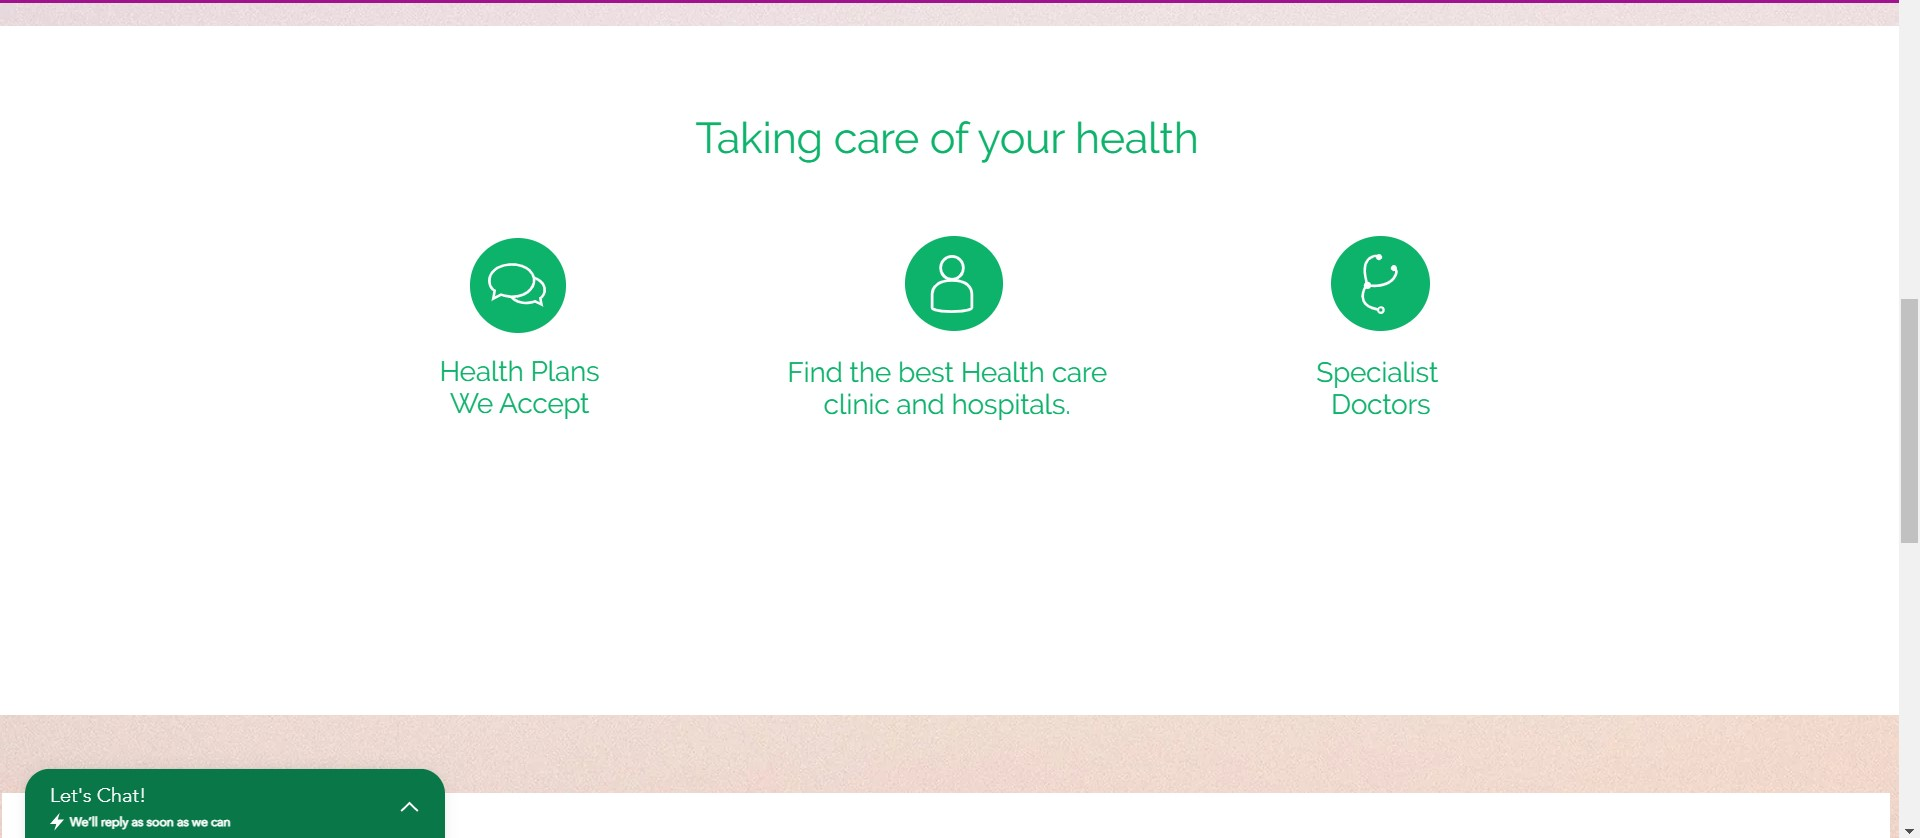 Taking care of your health
Health Plans
We Accept
Find the best Health care
clinic and hospitals.
Specialist
Doctors
Let's Chat!
We'll reply as soon as we can